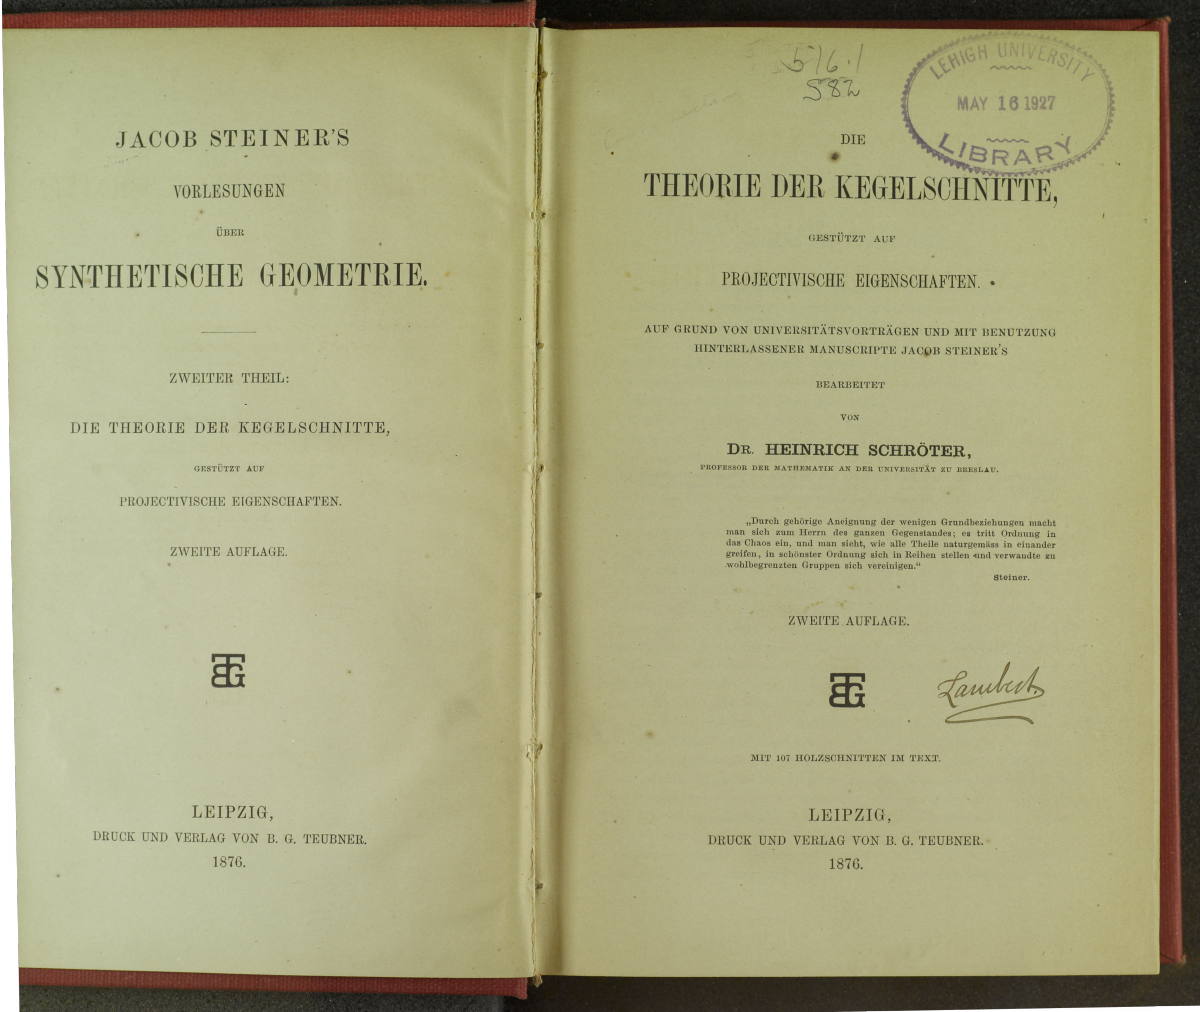 JACOB STEINER'S
VORLESUNGEN
ÜBER
SYNTHETISCHE GEOMETRIE.
ZWEITER THEIL:
DIE THEORIE DER KEGELSCHNITTE,
GESTÜTZT AUF
PROJECTIVISCHE EIGENSCHAFTEN.
ZWEITE AUFLAGE.
BTG
LEIPZIG,
DRUCK UND VERLAG VON B. G. TEUBNER.
1876.
516.1
S82
LEHIGH UNIVERSITY
MAY 16 1927
LIBRARY
DIE
THEORIE DER KEGELSCHNITTE,
GESTÜTZT AUF
PROJECTIVISCHE EIGENSCHAFTEN.
AUF GRUND VON UNIVERSITÄTSVORTRÄGEN UND MIT BENUTZUNG
HINTERLASSENER MANUSCRIPTE JACOB STEINER'S
BEARBEITET
VON
DR. HEINRICH SCHRÖTER,
PROFESSOR DER MATHEMATIK AN DER UNIVERSITÄT ZU BRESLAU.
„Durch gehörige Aneignung der wenigen Grundbeziehungen macht
man sich zum Herrn des ganzen Gegenstandes; es tritt Ordnung in
das Chaos ein, und man sieht, wie alle Theile naturgemäss in einander
greifen, in schönster Ordnung sich in Reihen stellen und verwandte zu
wohlbegrenzten Gruppen sich vereinigen.“
Steiner.
ZWEITE AUFLAGE.
BTG
Lambert.
MIT 107 HOLZSCHNITTEN IM TEXT.
LEIPZIG,
DRUCK UND VERLAG VON B. G. TEUBNER.
1876.